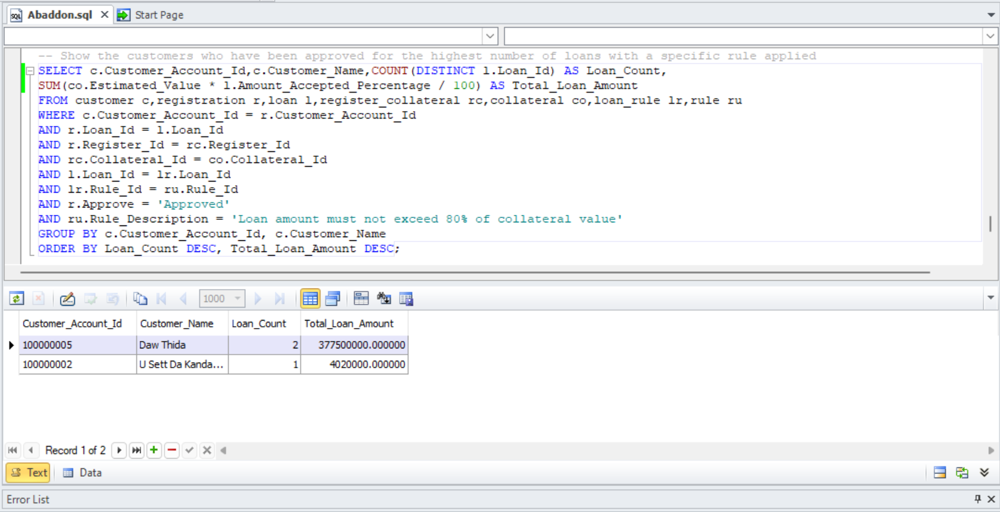 Abaddon.sql
Start Page
-- Show the customers who have been approved for the highest number of loans with a specific rule applied
SELECT c.Customer_Account_Id,c.Customer_Name,COUNT(DISTINCT l.Loan_Id) AS Loan_Count,
SUM(co.Estimated_Value * l.Amount_Accepted_Percentage / 100) AS Total_Loan_Amount
FROM customer c,registration r,loan l,register_collateral rc,collateral co,loan_rule lr,rule ru
WHERE c.Customer_Account_Id = r.Customer_Account_Id
AND r.Loan_Id = l.Loan_Id
AND r.Register_Id = rc.Register_Id
AND rc.Collateral_Id = co.Collateral_Id
AND l.Loan_Id = lr.Loan_Id
AND lr.Rule_Id = ru.Rule_Id
AND r.Approve = 'Approved'
AND ru.Rule_Description = 'Loan amount must not exceed 80% of collateral value'
GROUP BY c.Customer_Account_Id, c.Customer_Name
ORDER BY Loan_Count DESC, Total_Loan_Amount DESC;
1000
Customer_Account_Id Customer_Name Loan_Count Total_Loan_Amount
100000005 Daw Thida 2 377500000.000000
100000002 U Sett Da Kanda... 1 4020000.000000
Record 1 of 2
Text Data
Error List